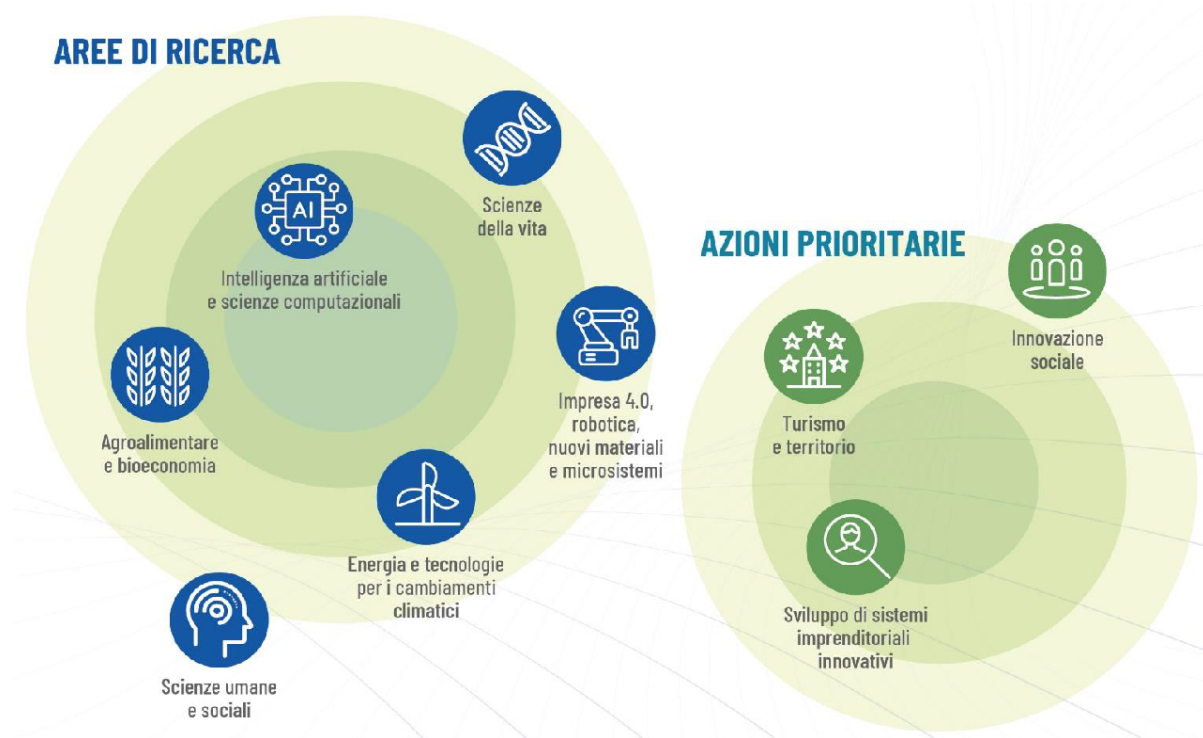 AREE DI RICERCA
Scienze
della vita
AI
Intelligenza artificiale
e scienze computazionali
Impresa 4.0,
robotica,
nuovi materiali
e microsistemi
Agroalimentare
e bioeconomia
Energia e tecnologie
per i cambiamenti
climatici
Scienze umane
e sociali
AZIONI PRIORITARIE
Innovazione
sociale
Turismo
e territorio
Sviluppo di sistemi
imprenditoriali
innovativi